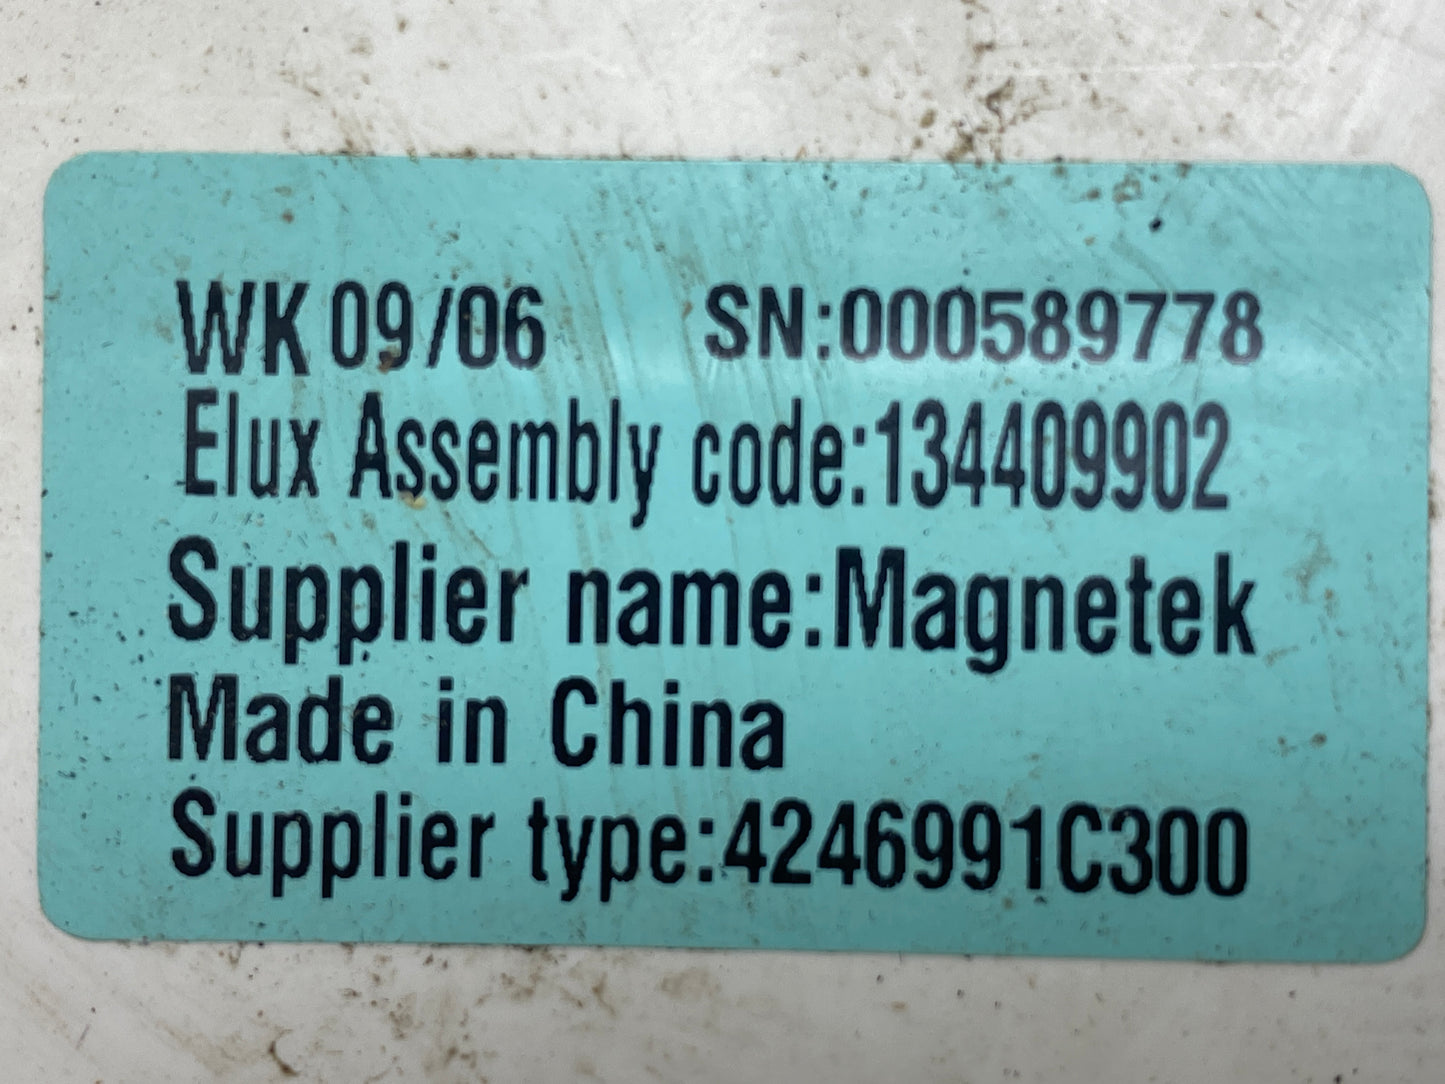 WK 09/06 SN:000589778
Elux Assembly code:134409902
Supplier name:Magnetek
Made in China
Supplier type:4246991C300